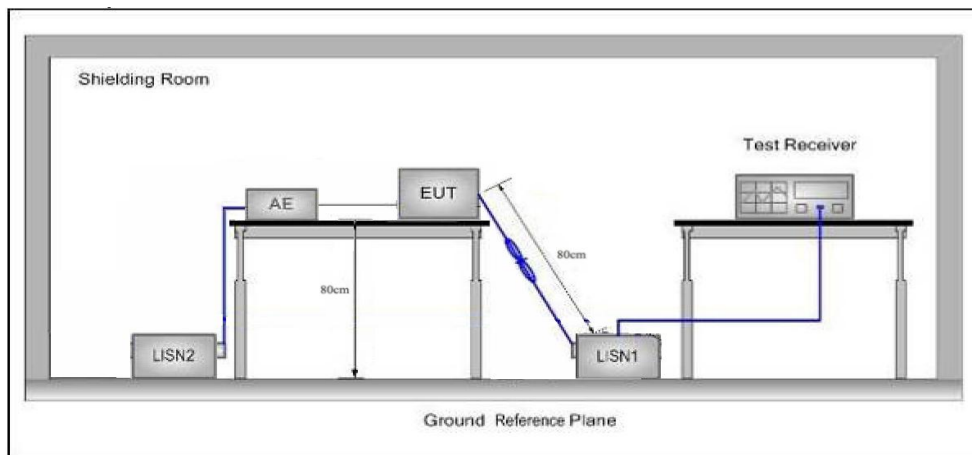 Shielding Room
Test Receiver
EUT
AE
80cm
80cm
LISN2
LISN1
Ground Reference Plane